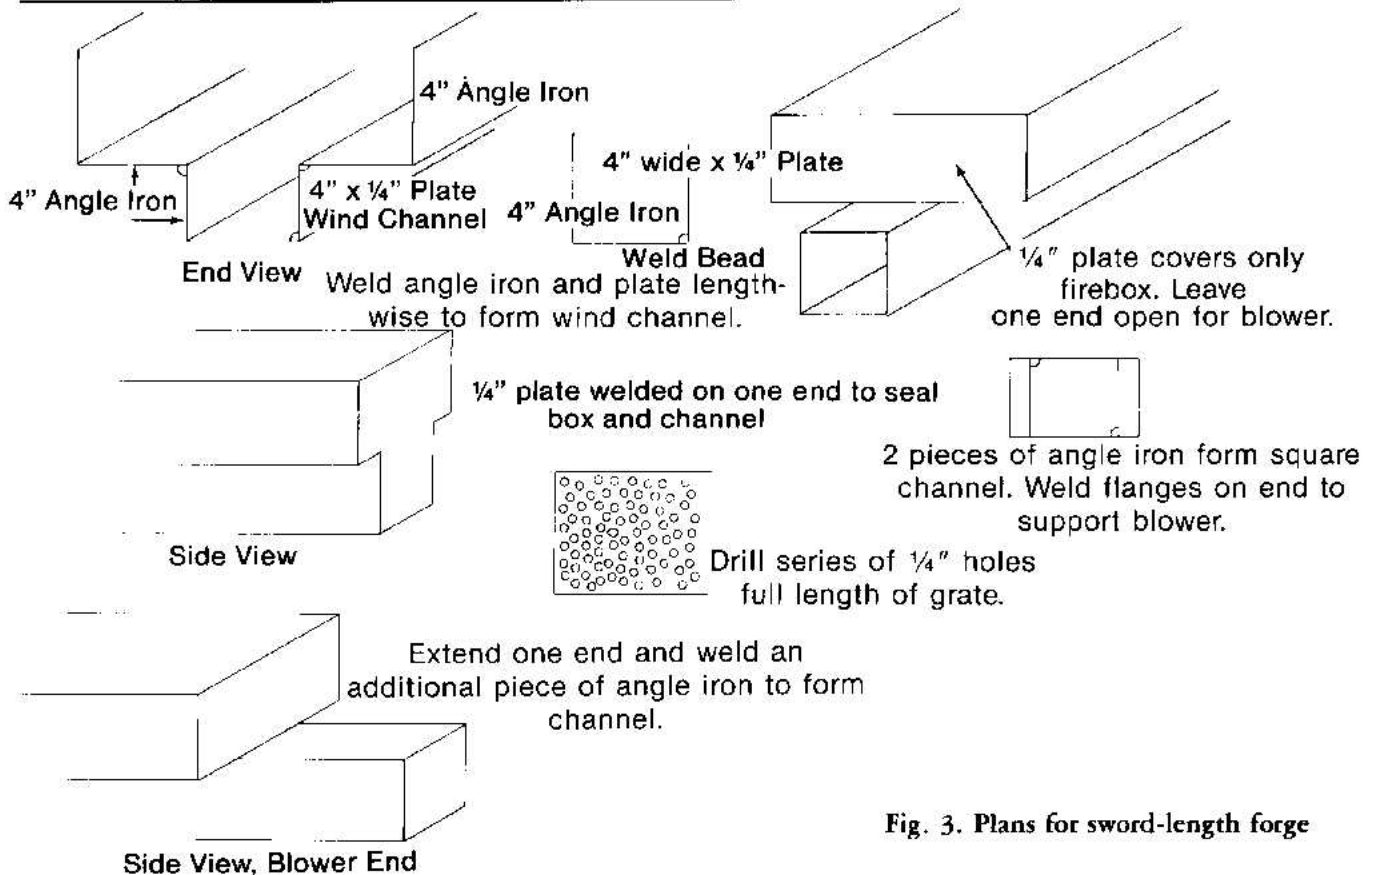 4” Angle Iron
4” wide x ¼” Plate
4” Angle Iron
4” x ¼” Plate
Wind Channel
4” Angle Iron
Weld Bead
End View
Weld angle iron and plate length-
wise to form wind channel.
¼” plate covers only
firebox. Leave
one end open for blower.
¼” plate welded on one end to seal
box and channel
2 pieces of angle iron form square
channel. Weld flanges on end to
support blower.
Side View
Drill series of ¼” holes
full length of grate.
Extend one end and weld an
additional piece of angle iron to form
channel.
Side View, Blower End
Fig. 3. Plans for sword-length forge